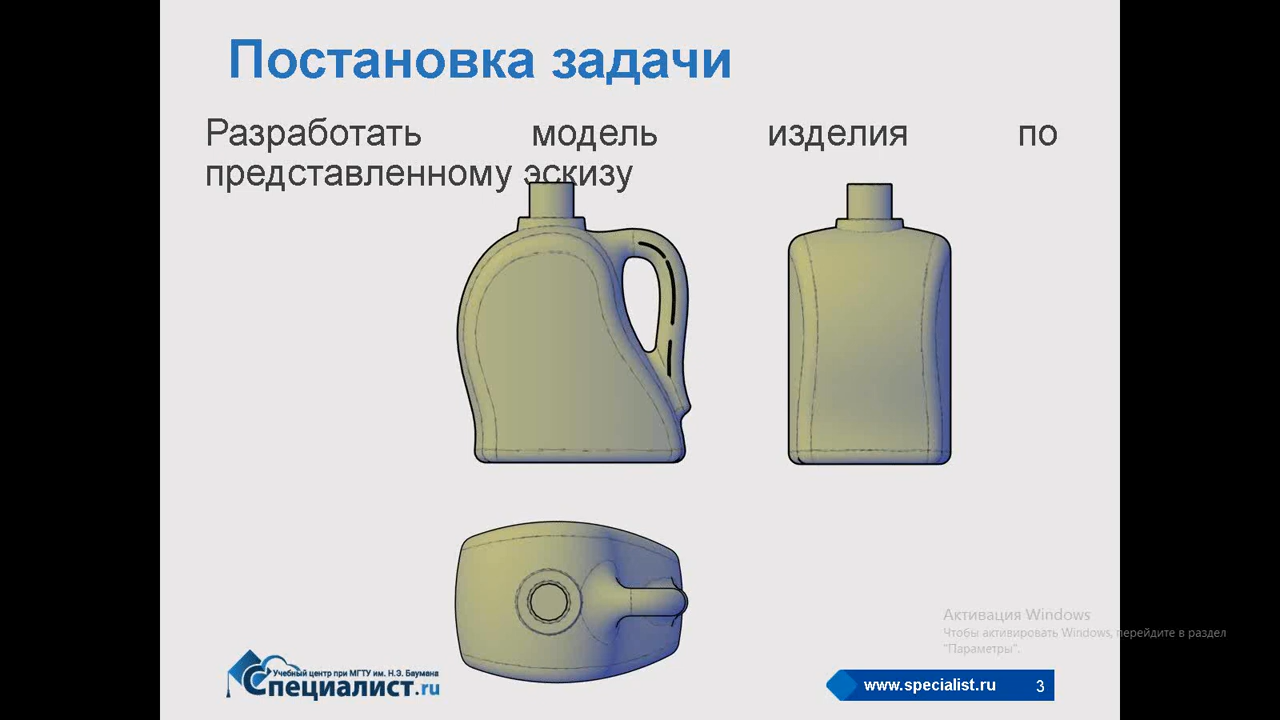 Постановка задачи
Разработать модель изделия по
представленному эскизу
Активация Windows
Чтобы активировать Windows, перейдите в раздел
"Параметры".
Учебный центр при МГТУ им. Н.Э. Баумана
Специалист.ru
www.specialist.ru 3